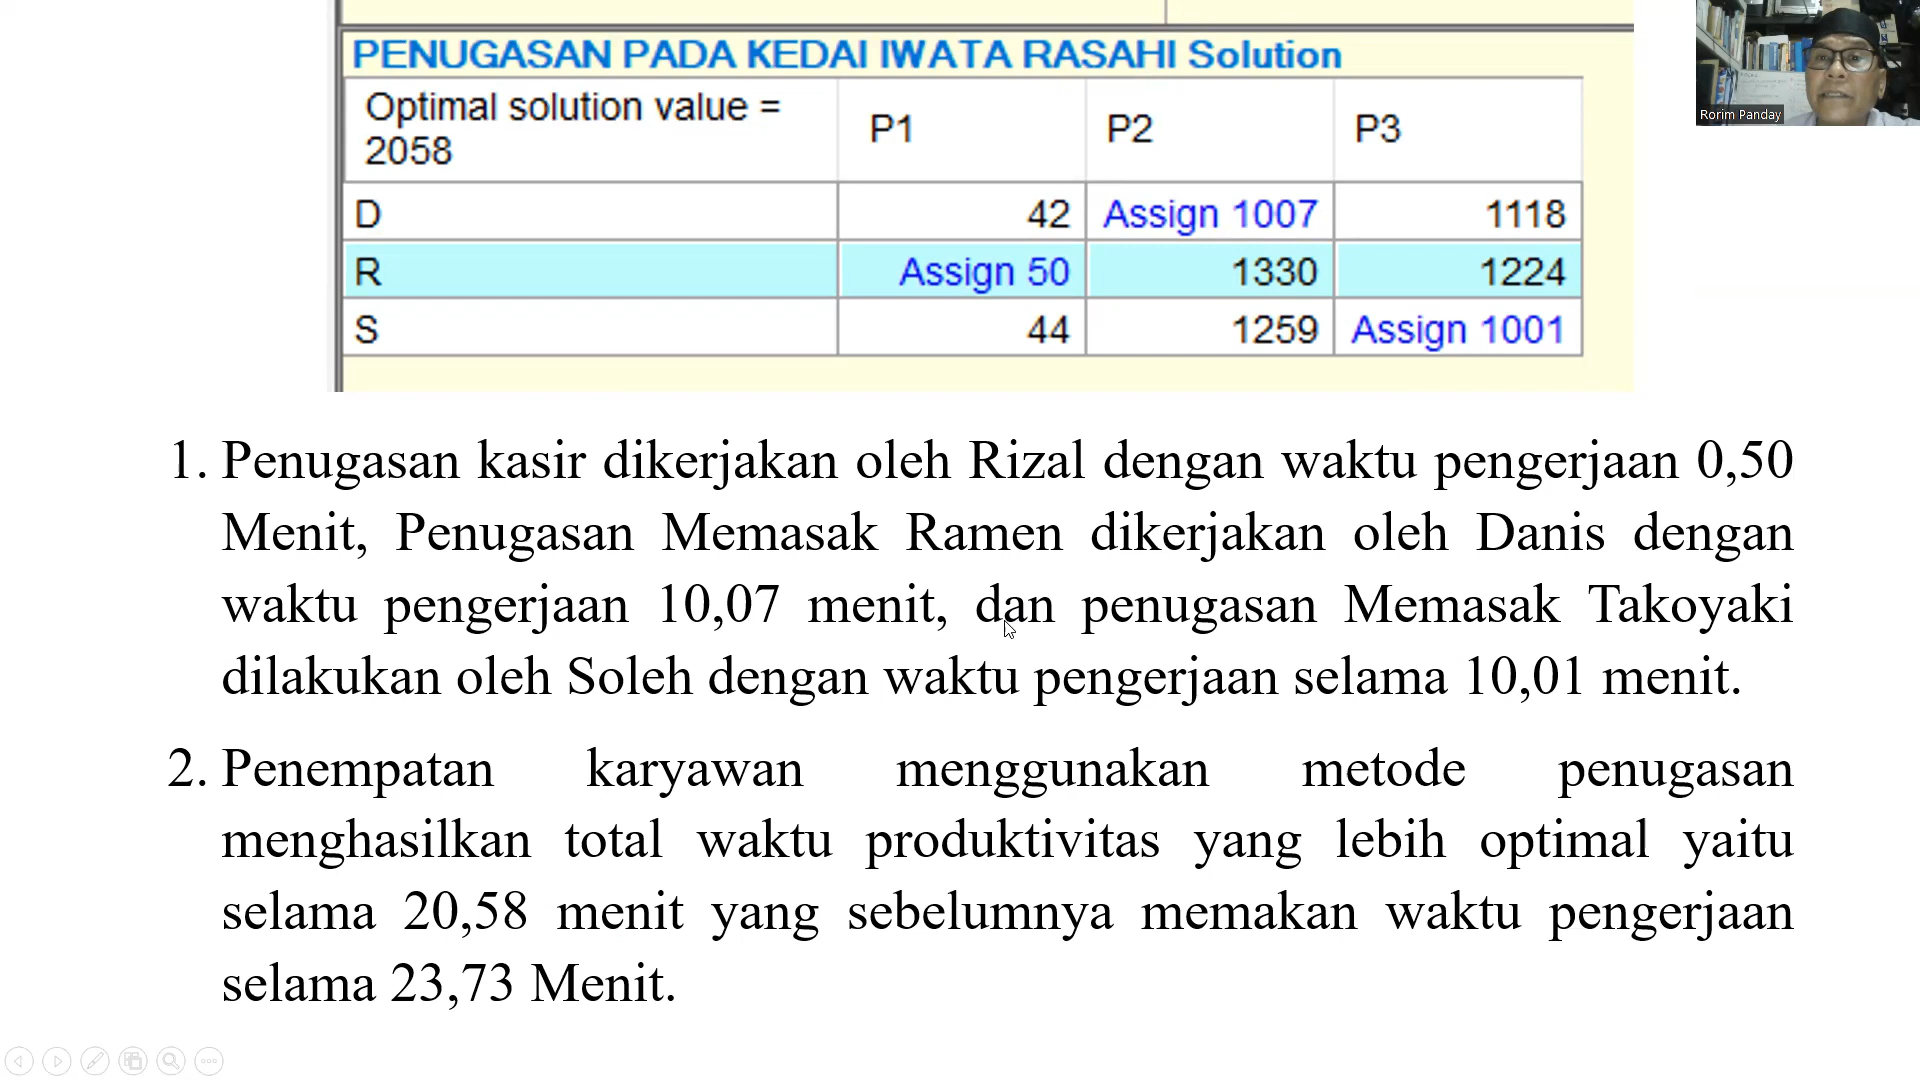 PENUGASAN PADA KEDAI IWATA RASAHI Solution
Optimal solution value =
2058
P1
P2
P3
D
42
Assign 1007
1118
R
Assign 50
1330
1224
S
44
1259
Assign 1001
Rorim Panday
1. Penugasan kasir dikerjakan oleh Rizal dengan waktu pengerjaan 0,50
Menit, Penugasan Memasak Ramen dikerjakan oleh Danis dengan
waktu pengerjaan 10,07 menit, dan penugasan Memasak Takoyaki
dilakukan oleh Soleh dengan waktu pengerjaan selama 10,01 menit.
2. Penempatan karyawan menggunakan metode penugasan
menghasilkan total waktu produktivitas yang lebih optimal yaitu
selama 20,58 menit yang sebelumnya memakan waktu pengerjaan
selama 23,73 Menit.